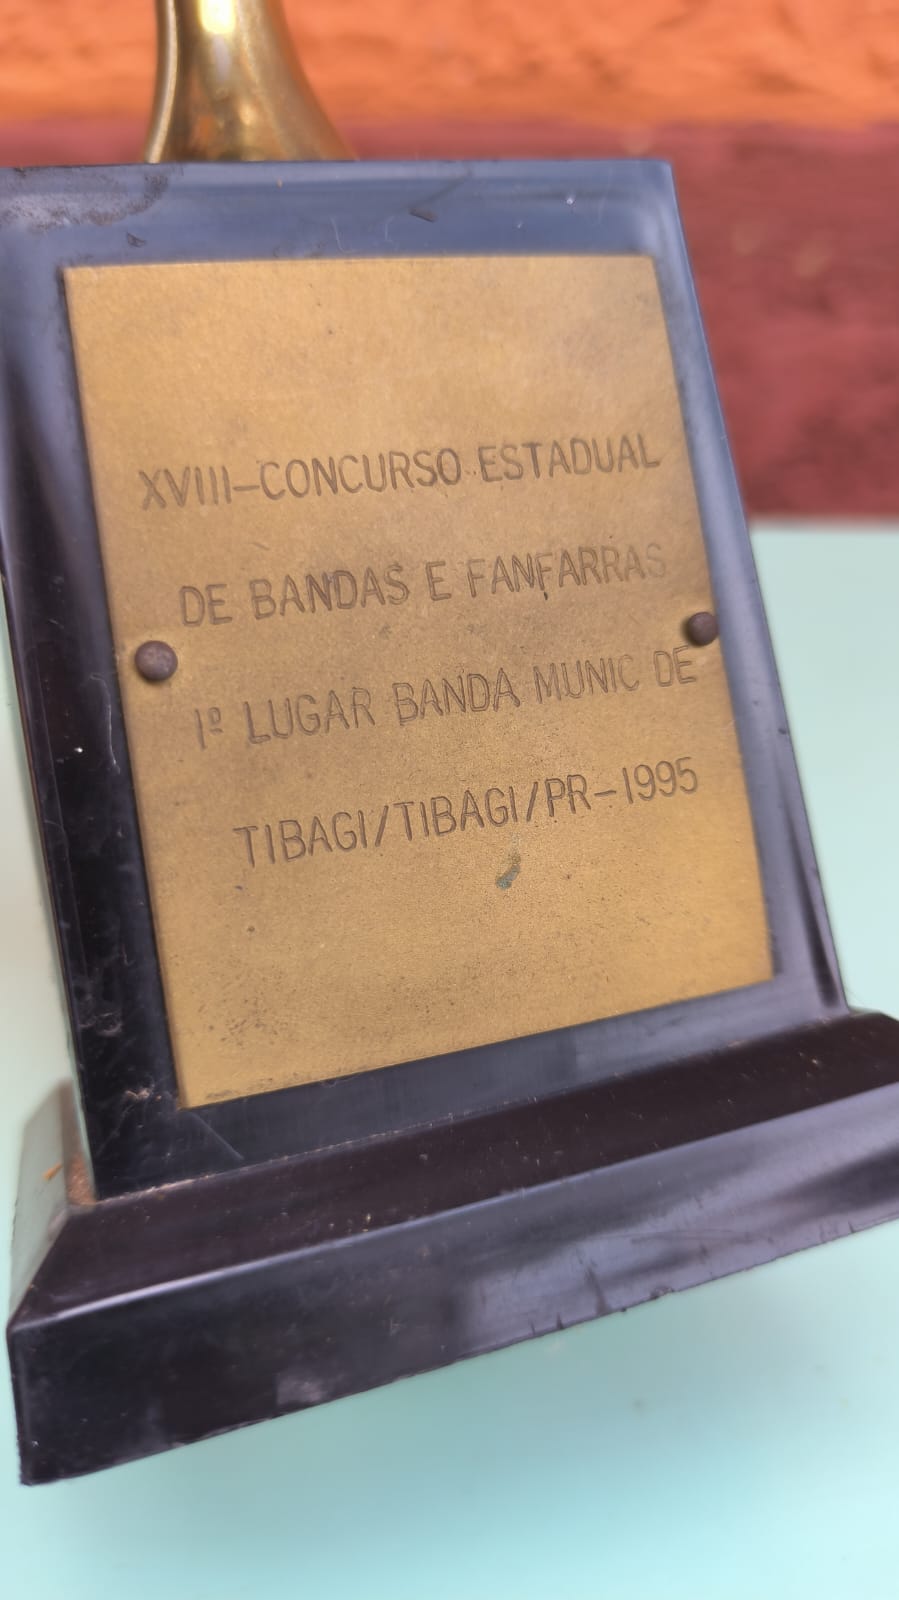 XVIII-CONCURSO ESTADUAL
DE BANDAS E FANFARRAS
1º LUGAR BANDA MUNIC DE
TIBAGI/TIBAGI/PR-1995